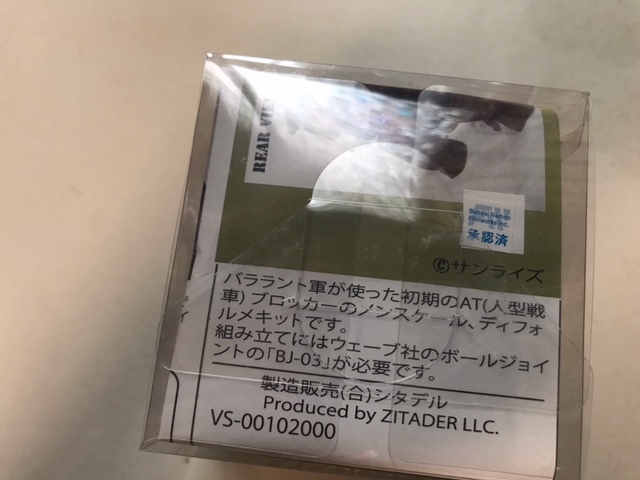 REAR VI
Bandai Namco
Filmworks Inc.
承認済
©サンライズ
バララント軍が使った初期のAT(人型戦
車) ブロッカーのノンスケール、ディフォ
ルメキットです。
組み立てにはウェーブ社のボールジョイ
ントの「BJ-03」が必要です。
製造販売(合)シタデル
Produced by ZITADER LLC.
VS-00102000